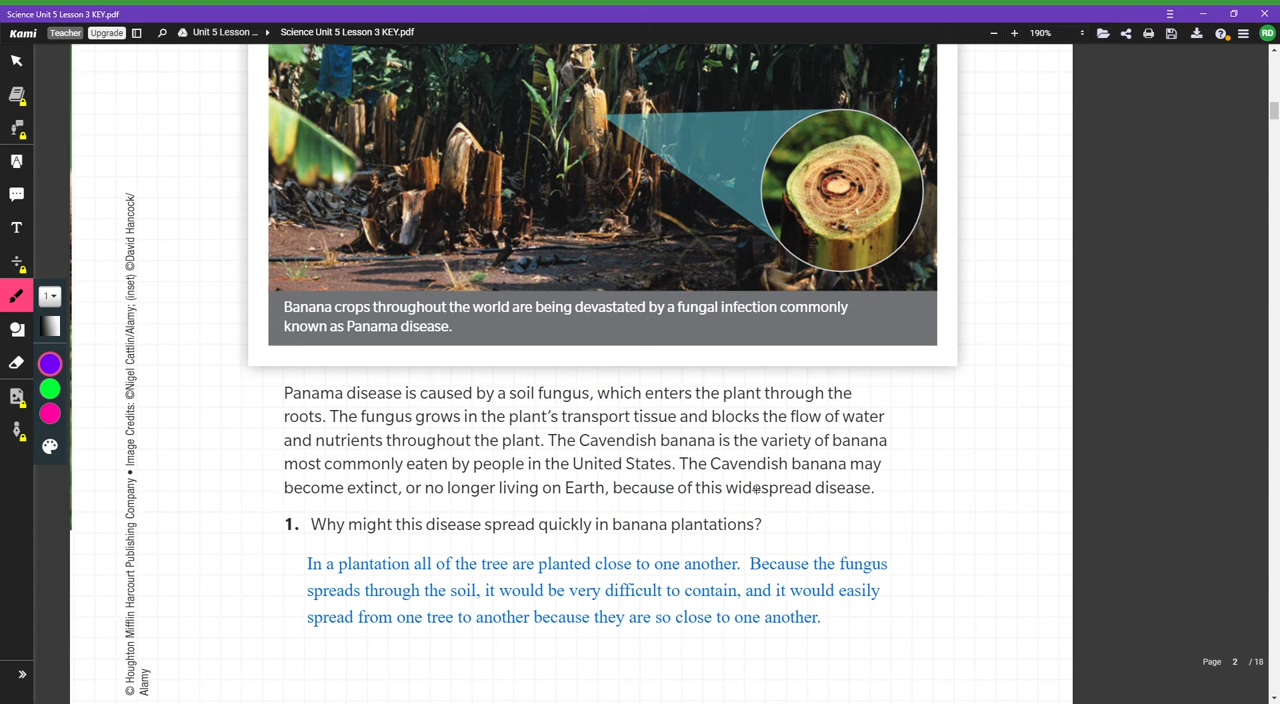 Science Unit 5 Lesson 3 KEY.pdf
Kami Teacher Upgrade Unit 5 Lesson ... Science Unit 5 Lesson 3 KEY.pdf 190% RD
1
Banana crops throughout the world are being devastated by a fungal infection commonly
known as Panama disease.
Panama disease is caused by a soil fungus, which enters the plant through the
roots. The fungus grows in the plant's transport tissue and blocks the flow of water
and nutrients throughout the plant. The Cavendish banana is the variety of banana
most commonly eaten by people in the United States. The Cavendish banana may
become extinct, or no longer living on Earth, because of this widespread disease.
1. Why might this disease spread quickly in banana plantations?
In a plantation all of the tree are planted close to one another. Because the fungus
spreads through the soil, it would be very difficult to contain, and it would easily
spread from one tree to another because they are so close to one another.
© Houghton Mifflin Harcourt Publishing Company • Image Credits: ©Nigel Cattlin/Alamy; (inset) ©David Hancock/
Alamy
Page 2 / 18